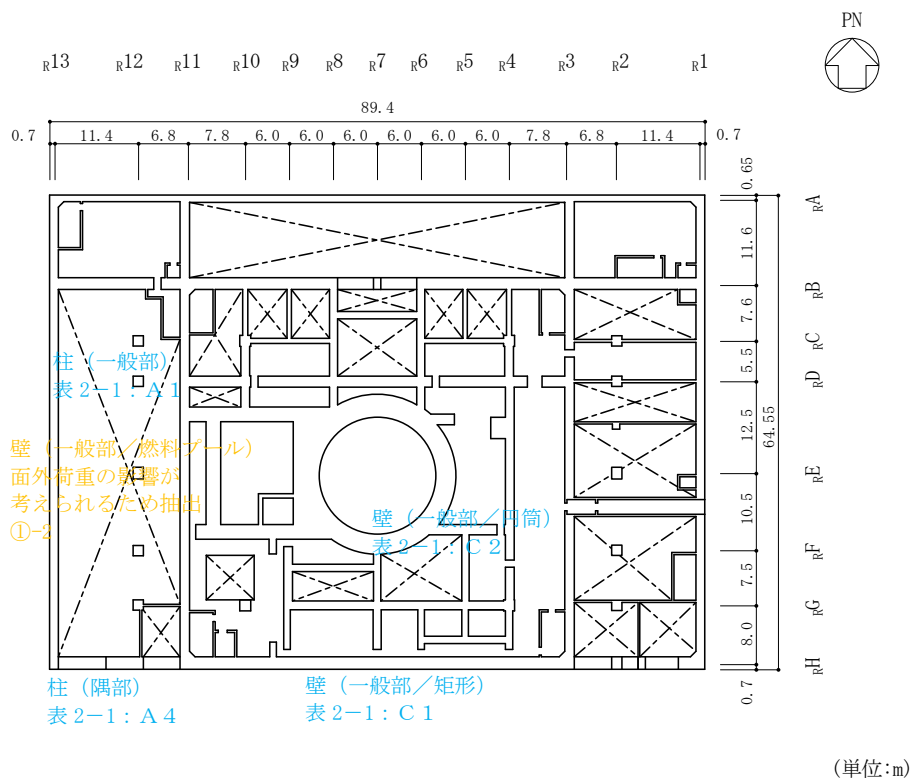 PN
R13 R12 R11 R10 R9 R8 R7 R6 R5 R4 R3 R2 R1
89.4
0.7 11.4 6.8 7.8 6.0 6.0 6.0 6.0 6.0 6.0 7.8 6.8 11.4 0.7
0.65
RA
11.6
RB
7.6
RC
5.5
RD
12.5
64.55
RE
10.5
RF
7.5
RG
8.0
RH
0.7
柱（一般部）
表２−１：Ａ１
壁（一般部／燃料プール）
面外荷重の影響が
考えられるため抽出
①-2
壁（一般部／円筒）
表２−１：Ｃ２
柱（隅部）
表２−１：Ａ４
壁（一般部／矩形）
表２−１：Ｃ１
(単位:m)